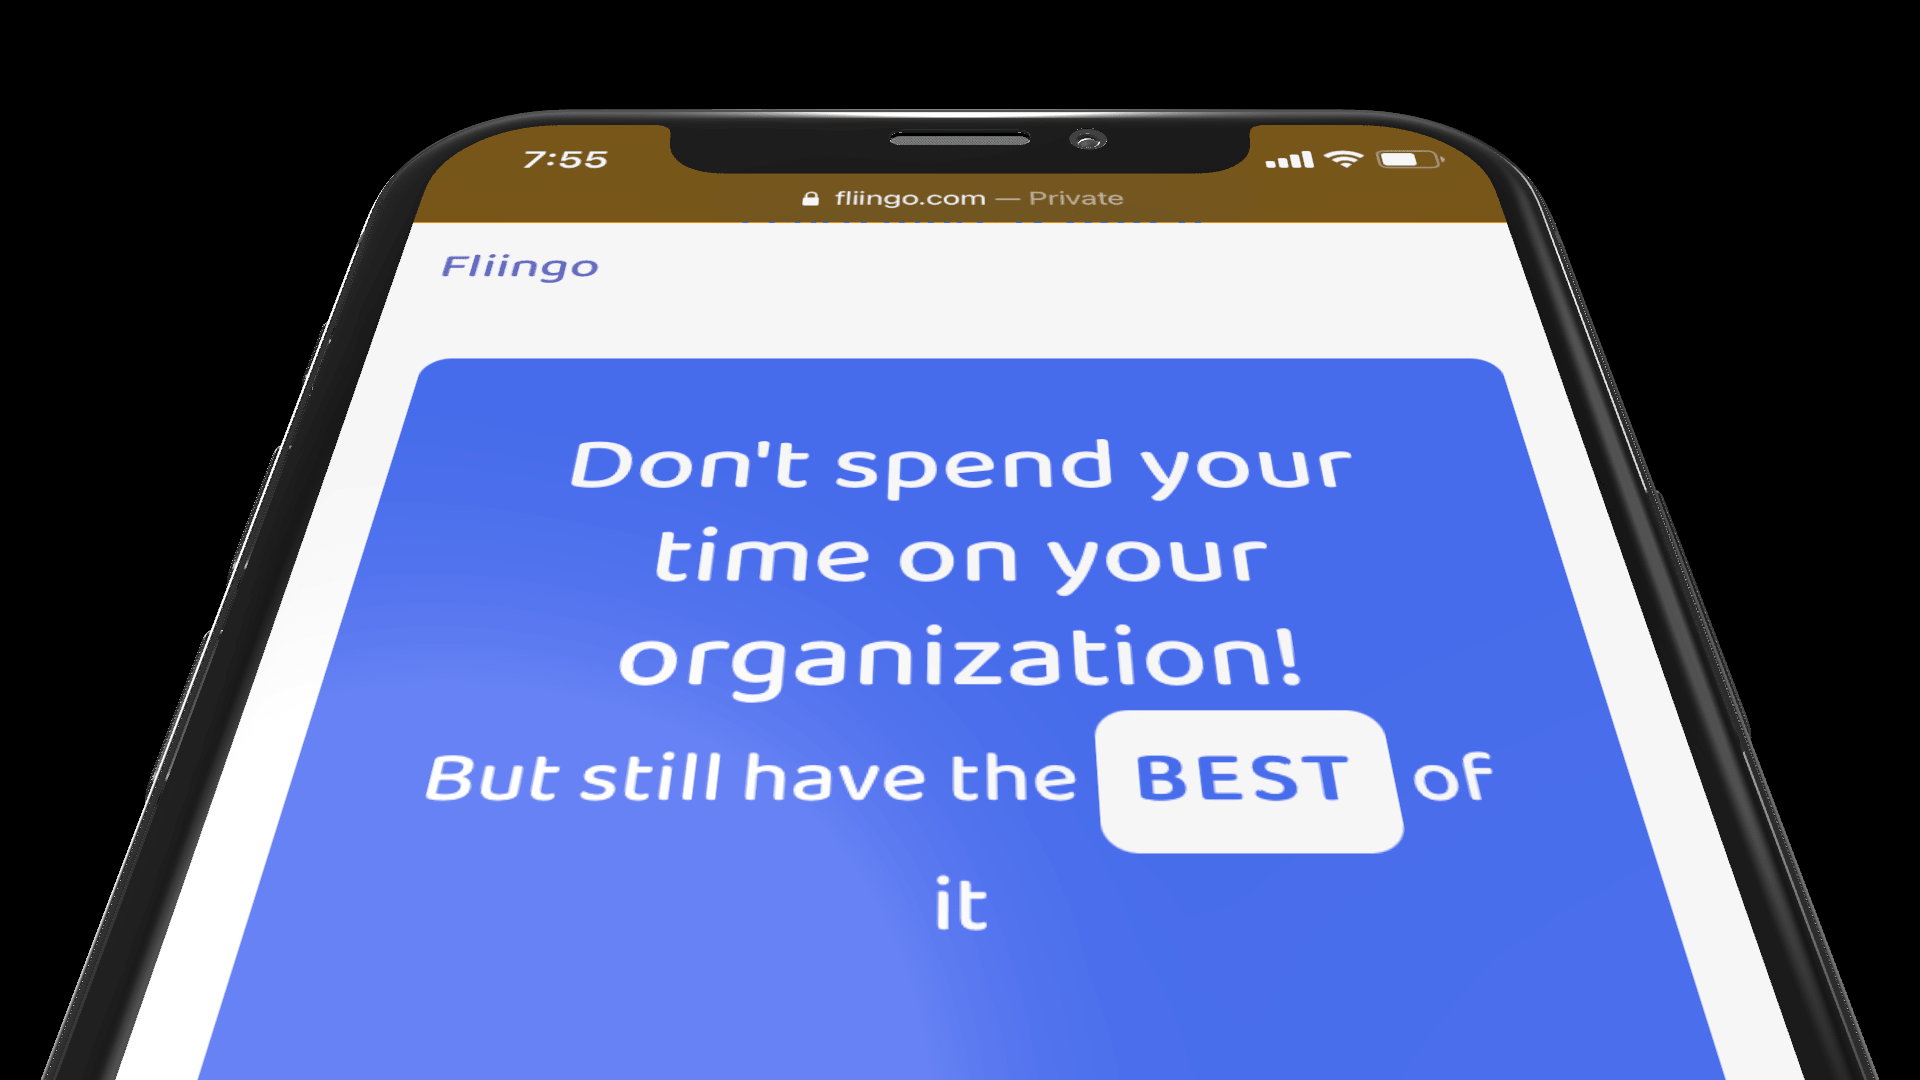 7:55
fliingo.com — Private
Fliingo
Don't spend your
time on your
organization!
But still have the BEST of
it